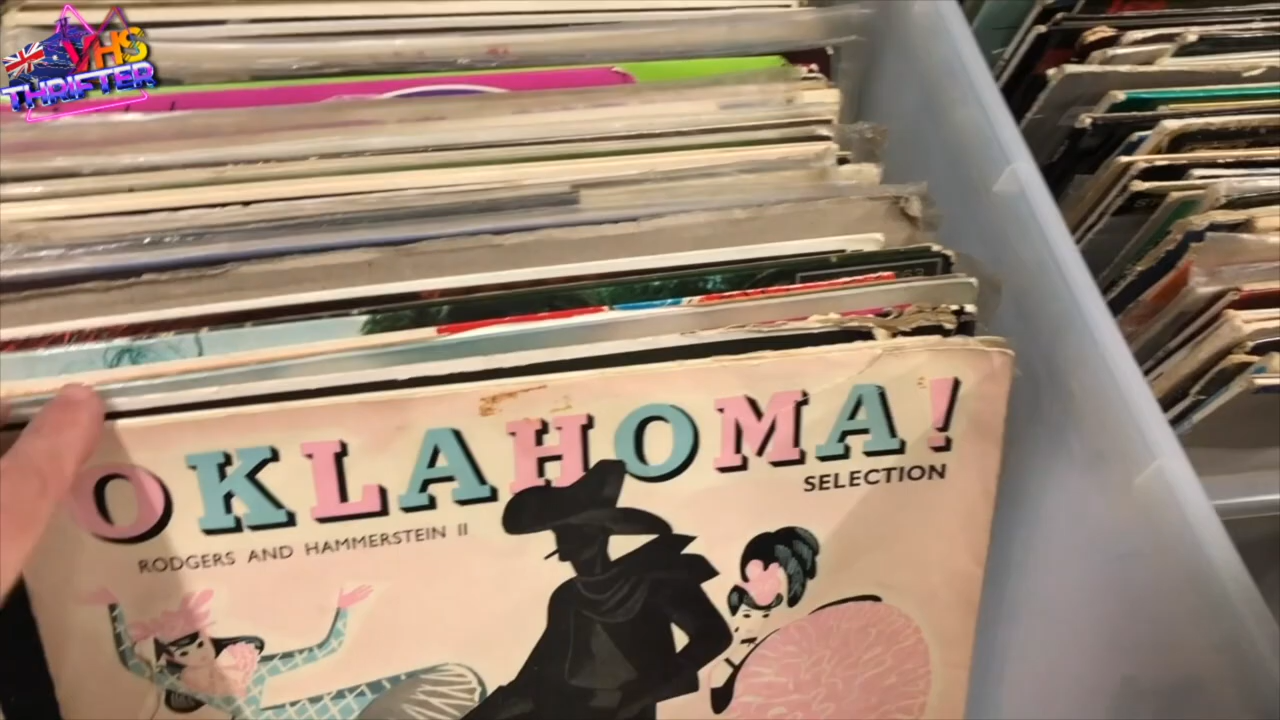 VHS
THRIFTER
OKLAHOMA!
SELECTION
RODGERS AND HAMMERSTEIN II